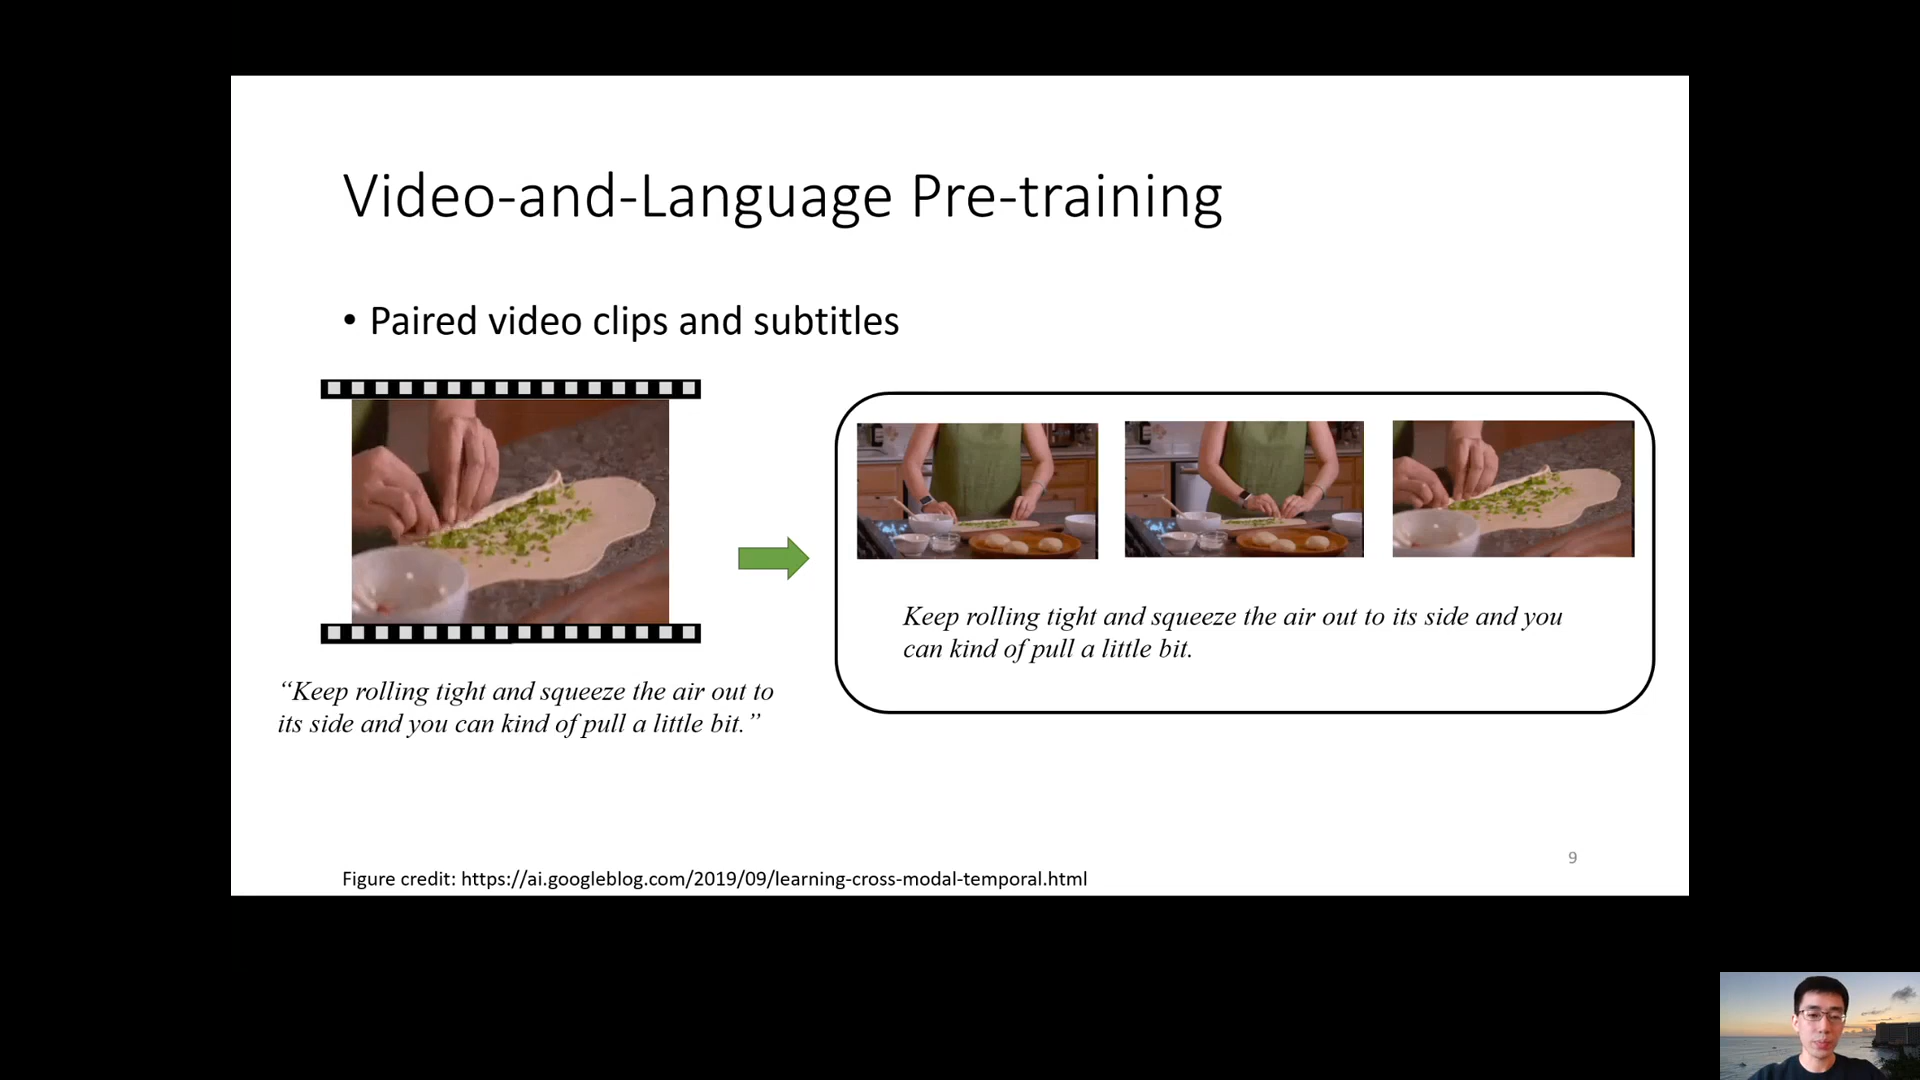 Video-and-Language Pre-training
• Paired video clips and subtitles
“Keep rolling tight and squeeze the air out to
its side and you can kind of pull a little bit.”
Keep rolling tight and squeeze the air out to its side and you
can kind of pull a little bit.
9
Figure credit: https://ai.googleblog.com/2019/09/learning-cross-modal-temporal.html